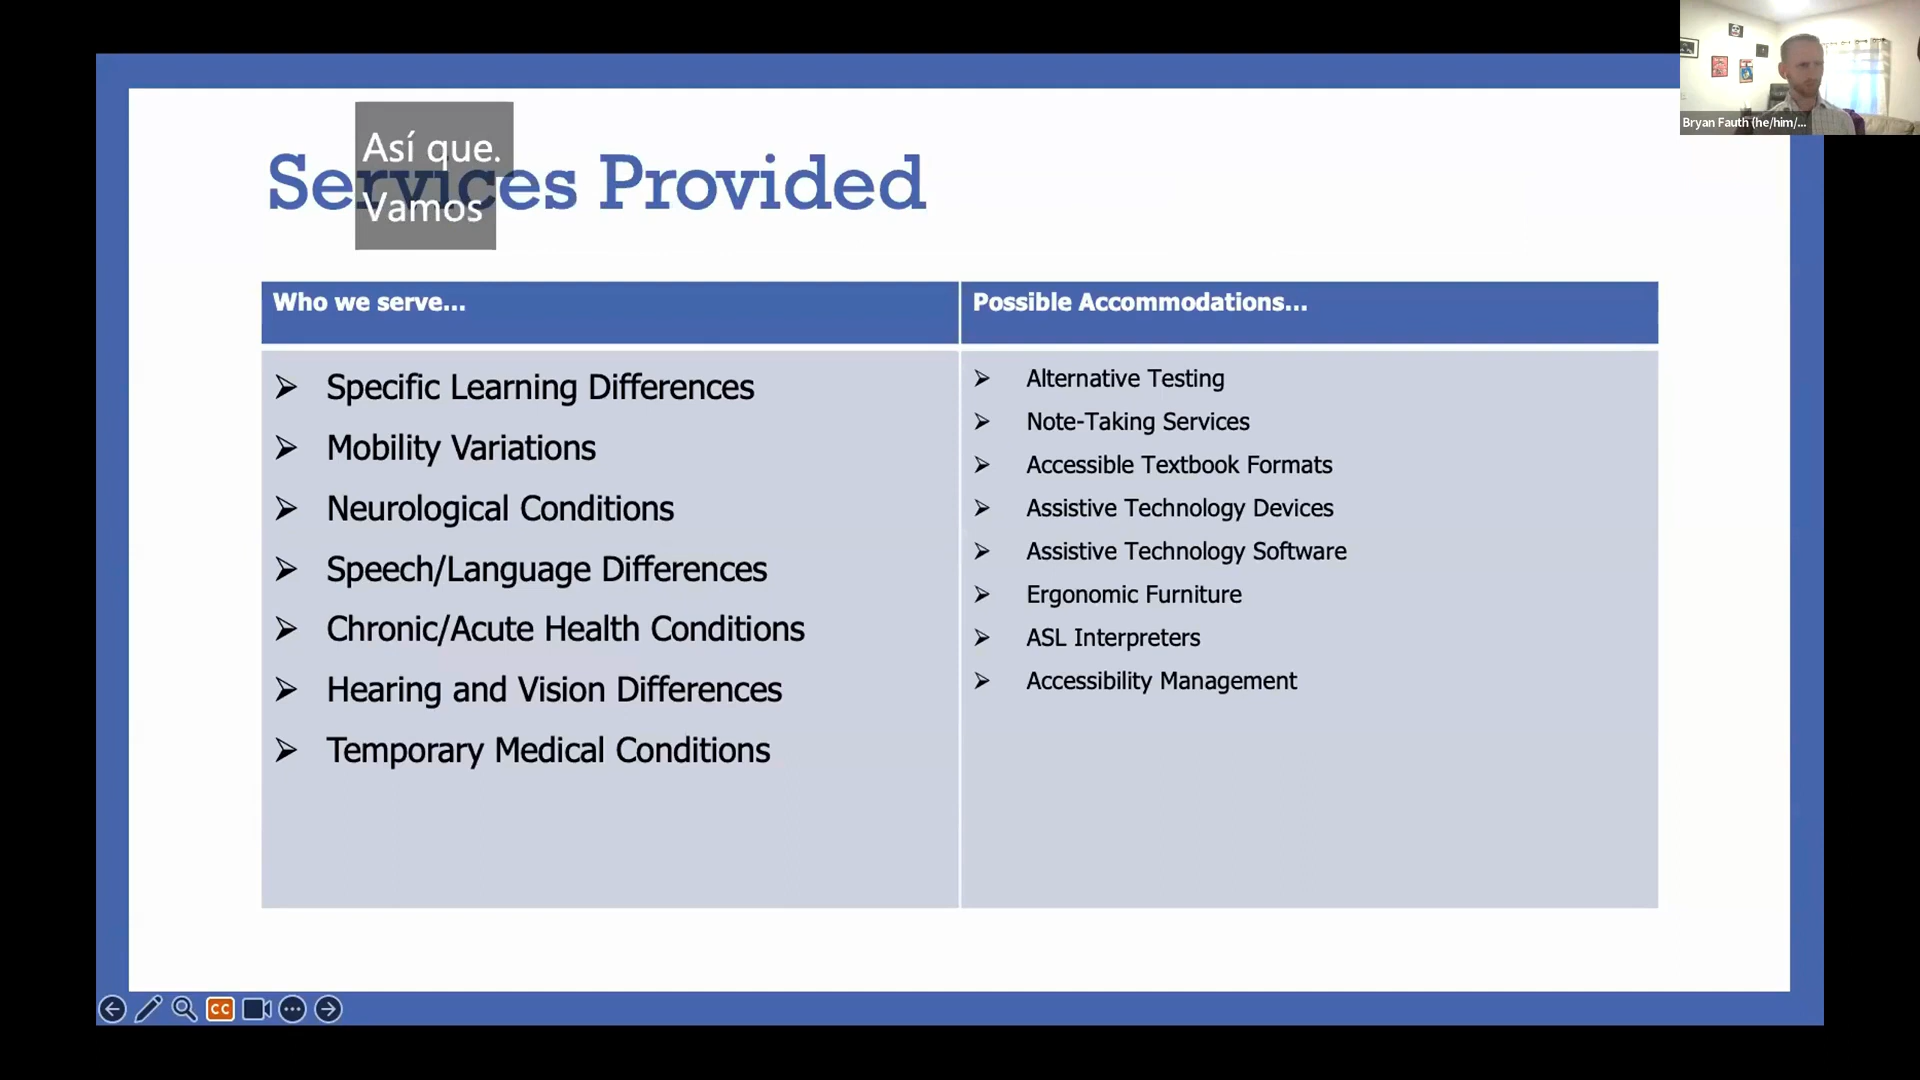 Bryan Fauth (he/him/...
Así que.
Vamos
Services Provided
Who we serve...
Specific Learning Differences
Mobility Variations
Neurological Conditions
Speech/Language Differences
Chronic/Acute Health Conditions
Hearing and Vision Differences
Temporary Medical Conditions
Possible Accommodations...
Alternative Testing
Note-Taking Services
Accessible Textbook Formats
Assistive Technology Devices
Assistive Technology Software
Ergonomic Furniture
ASL Interpreters
Accessibility Management
CC